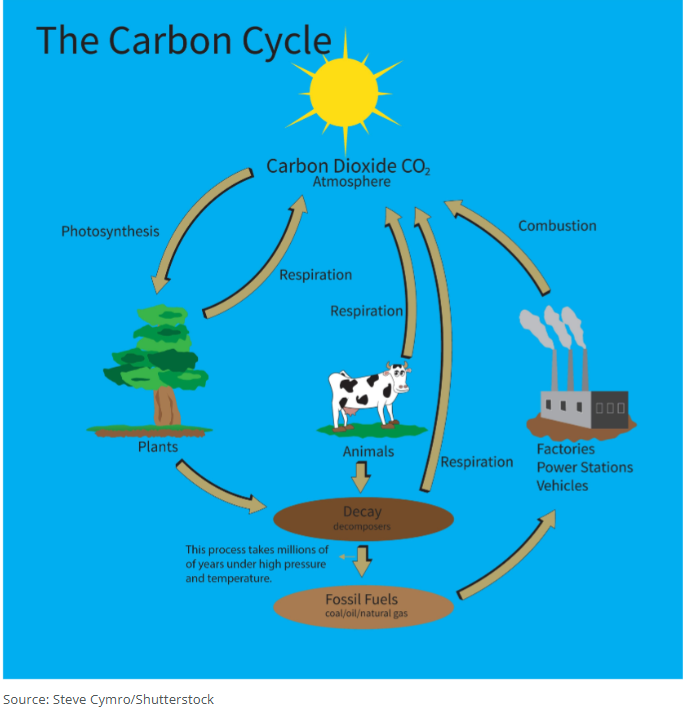 The Carbon Cycle
Carbon Dioxide CO₂
Atmosphere
Photosynthesis
Combustion
Respiration
Respiration
Plants
Animals
Respiration
Factories
Power Stations
Vehicles
Decay
decomposers
This process takes millions of
of years under high pressure
and temperature.
Fossil Fuels
coal/oil/natural gas
Source: Steve Cymro/Shutterstock